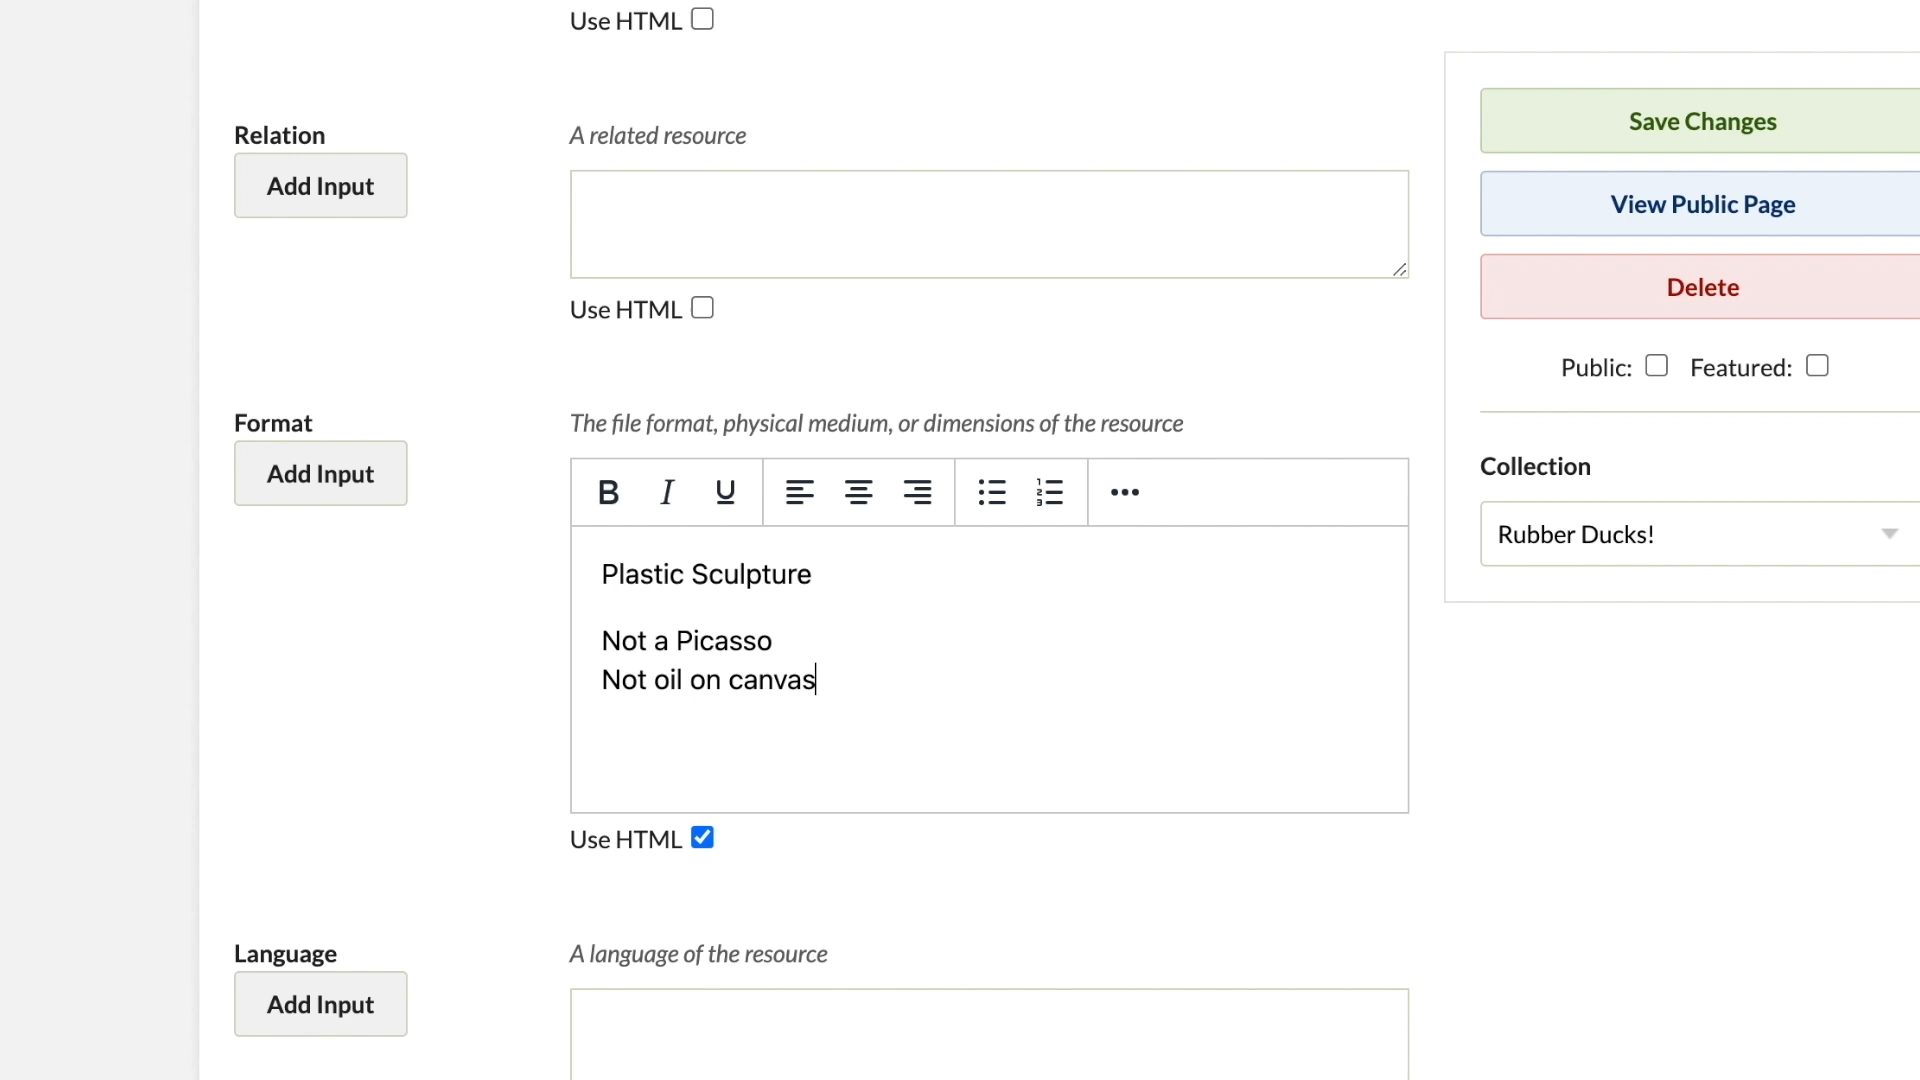 Use HTML
Relation
Add Input
A related resource
Use HTML
Format
Add Input
The file format, physical medium, or dimensions of the resource
B I U
Plastic Sculpture
Not a Picasso
Not oil on canvas
Use HTML
Language
Add Input
A language of the resource
Save Changes
View Public Page
Delete
Public: Featured:
Collection
Rubber Ducks!